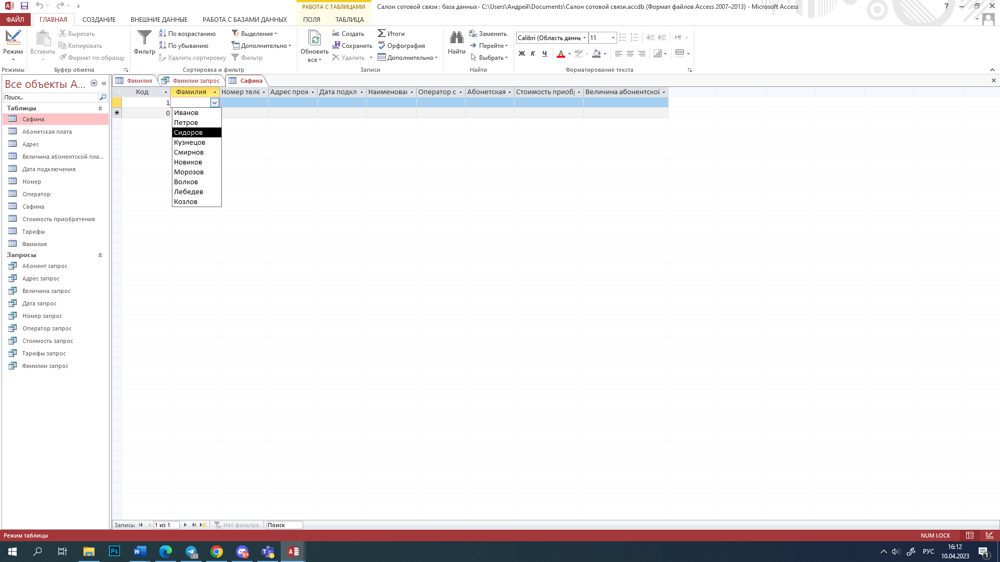 РАБОТА С ТАБЛИЦАМИ
Салон сотовой связи : база данных- C:\Users\Андрей\Documents\Салон сотовой связи.accdb (Формат файлов Access 2007–2013) - Microsoft Access
ФАЙЛ ГЛАВНАЯ СОЗДАНИЕ ВНЕШНИЕ ДАННЫЕ РАБОТА С БАЗАМИ ДАННЫХ ПОЛЯ ТАБЛИЦА
Режим
Режимы
Вставить
Вырезать
Копировать
Формат по образцу
Буфер обмена
Фильтр
По возрастанию
По убыванию
Удалить сортировку
Выделение
Дополнительно
Фильтр
Сортировка и фильтр
Обновить все
Создать
Сохранить
Удалить
Итоги
Орфография
Дополнительно
Записи
Найти
Заменить
Перейти
Выбрать
Найти
Calibri (Область даннь 11
Ж К Ч А
Форматирование текста
Все объекты A...
Поиск...
Таблицы
Сафина
Абонетская плата
Адрес
Величина абонентской пла...
Дата подключения
Номер
Оператор
Сафина
Стоимость приобретения
Тарифы
Фамилия
Запросы
Абонент запрос
Адрес запрос
Величина запрос
Дата запрос
Номер запрос
Оператор запрос
Стоимость запрос
Тарифы запрос
Фамилии запрос
Фамилия Фамилии запрос Сафина
Код Фамилия Номер теле Адрес прож Дата подкл Наименован Оператор с Абонетская Стоимость приобр Величина абонентской
1
0
Иванов
Петров
Сидоров
Кузнецов
Смирнов
Новиков
Морозов
Волков
Лебедев
Козлов
Запись: 1 из 1 Нет фильтра Поиск
Режим таблицы NUM LOCK
Ps .33 9+ РУС 16:12
10.04.2023 1